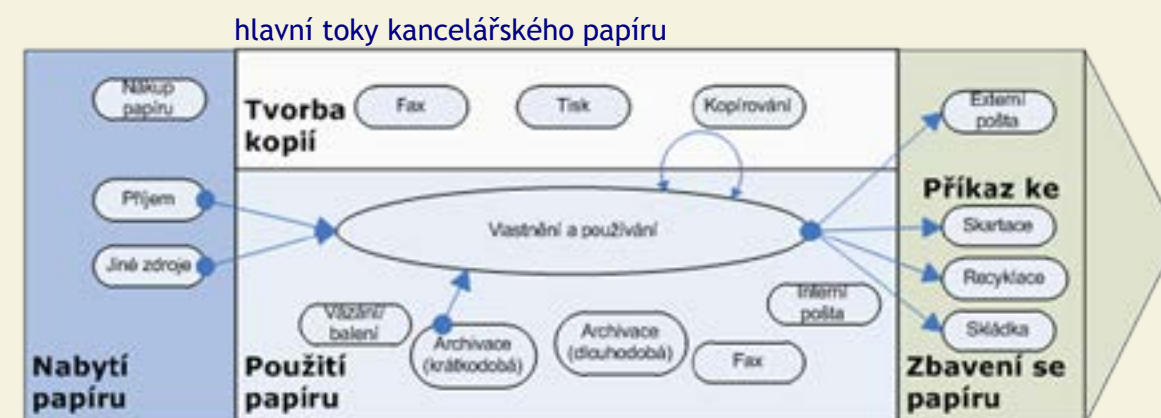 hlavní toky kancelářského papíru
Nákup
papíru
Příjem
Jiné zdroje
Nabytí
papíru
Tvorba
kopií
Fax
Tisk
Kopírování
Vlastnění a používání
Vázání/
balení
Archivace
(krátkodobá)
Archivace
(dlouhodobá)
Interní
pošta
Fax
Použití
papíru
Externí
pošta
Příkaz ke
Skartace
Recyklace
Skládka
Zbavení se
papíru